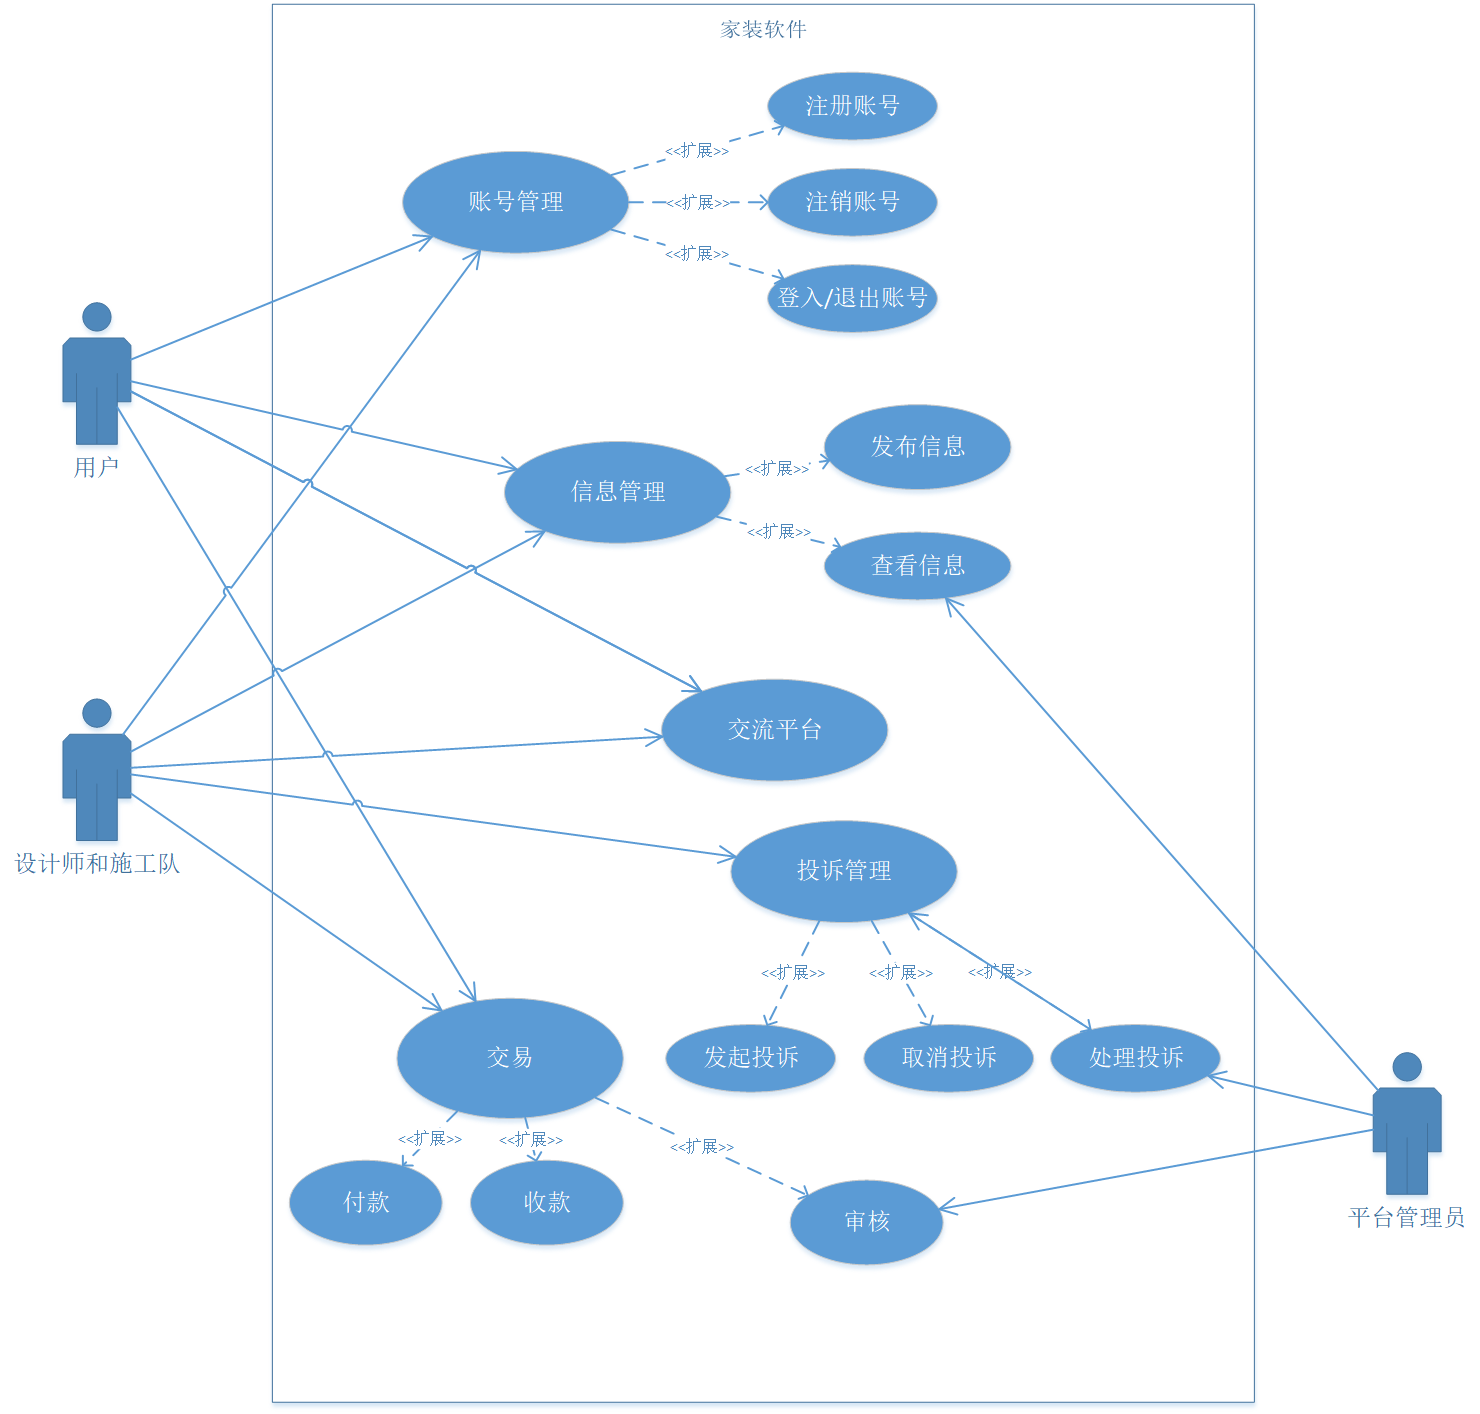 家装软件
注册账号
<<扩展>>
账号管理
<<扩展>>
注销账号
<<扩展>>
登入/退出账号
用户
发布信息
<<扩展>>
信息管理
<<扩展>>
查看信息
交流平台
设计师和施工队
投诉管理
<<扩展>>
<<扩展>>
<<扩展>>
交易
发起投诉
取消投诉
处理投诉
<<扩展>>
<<扩展>>
<<扩展>>
付款
收款
审核
平台管理员